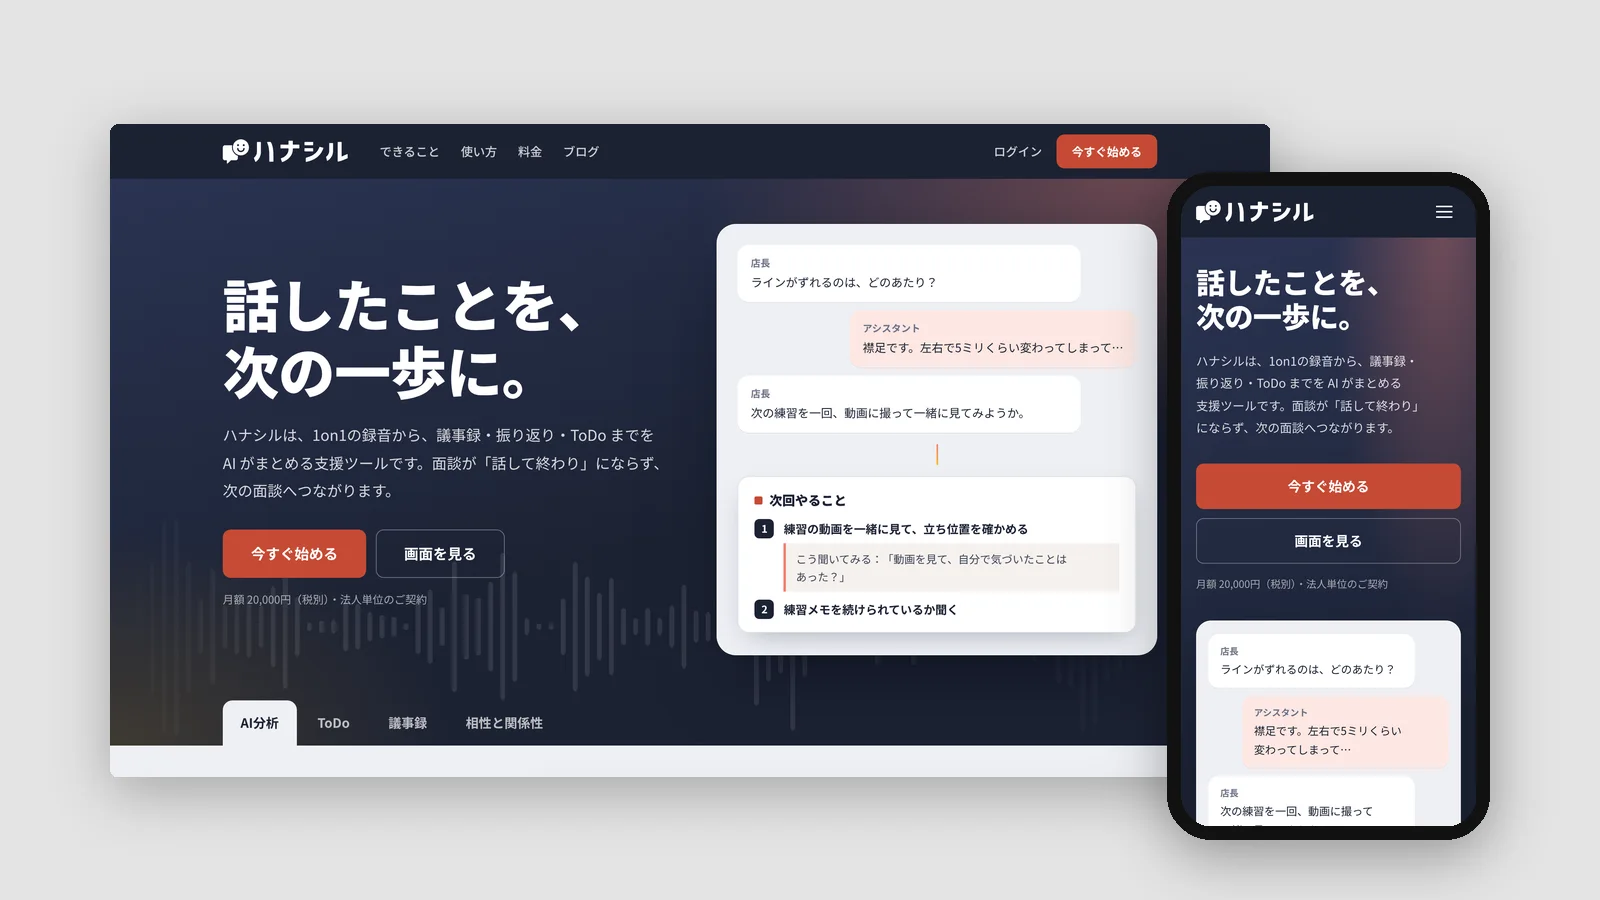 ハナシル
できること
使い方
料金
ブログ
ログイン
今すぐ始める
話したことを、
次の一歩に。
ハナシルは、1on1の録音から、議事録・振り返り・ToDo までを
AI がまとめる支援ツールです。面談が「話して終わり」にならず、
次の面談へつながります。
今すぐ始める
画面を見る
月額 20,000円（税別）・法人単位のご契約
店長
ラインがずれるのは、どのあたり？
アシスタント
襟足です。左右で5ミリくらい変わってしまって…
店長
次の練習を一回、動画に撮って一緒に見てみようか。
次回やること
1 練習の動画を一緒に見て、立ち位置を確かめる
こう聞いてみる：「動画を見て、自分で気づいたことは
あった？」
2 練習メモを続けられているか聞く
AI分析
ToDo
議事録
相性と関係性
ハナシル
話したことを、
次の一歩に。
ハナシルは、1on1の録音から、議事録・
振り返り・ToDo までを AI がまとめる
支援ツールです。面談が「話して終わり」
にならず、次の面談へつながります。
今すぐ始める
画面を見る
月額 20,000円（税別）・法人単位のご契約
店長
ラインがずれるのは、どのあたり？
アシスタント
襟足です。左右で5ミリくらい
変わってしまって…
店長
次の練習を一回、動画に撮って